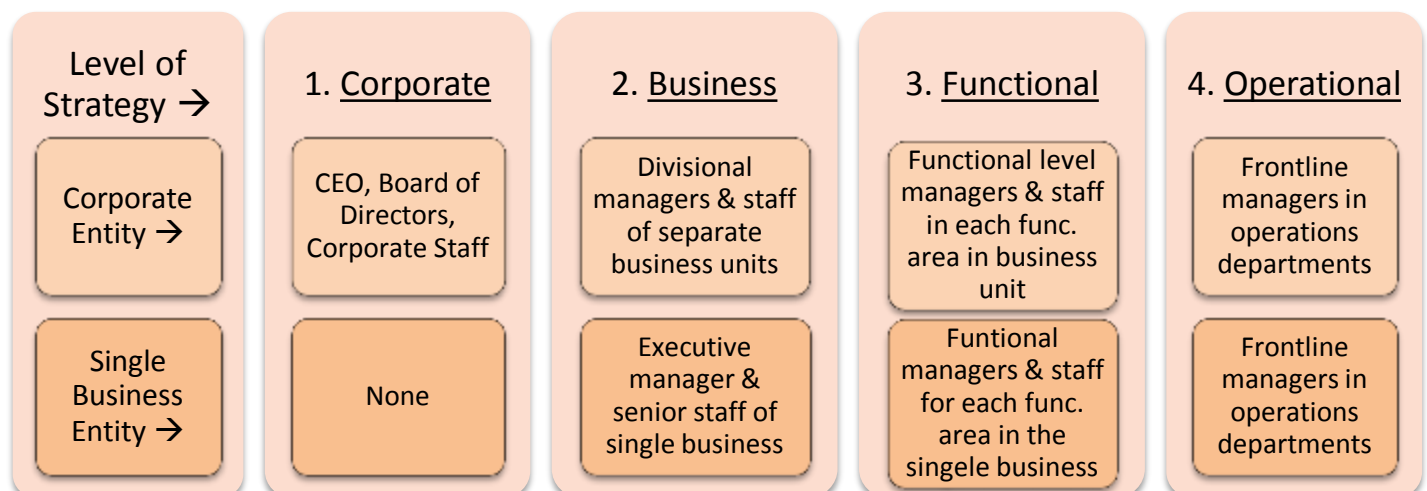 Level of
Strategy →
1. Corporate
2. Business
3. Functional
4. Operational
Corporate
Entity →
CEO, Board of
Directors,
Corporate Staff
Divisional
managers & staff
of separate
business units
Functional level
managers & staff
in each func.
area in business
unit
Frontline
managers in
operations
departments
Single
Business
Entity →
None
Executive
manager &
senior staff of
single business
Funtional
managers & staff
for each func.
area in the
singele business
Frontline
managers in
operations
departments